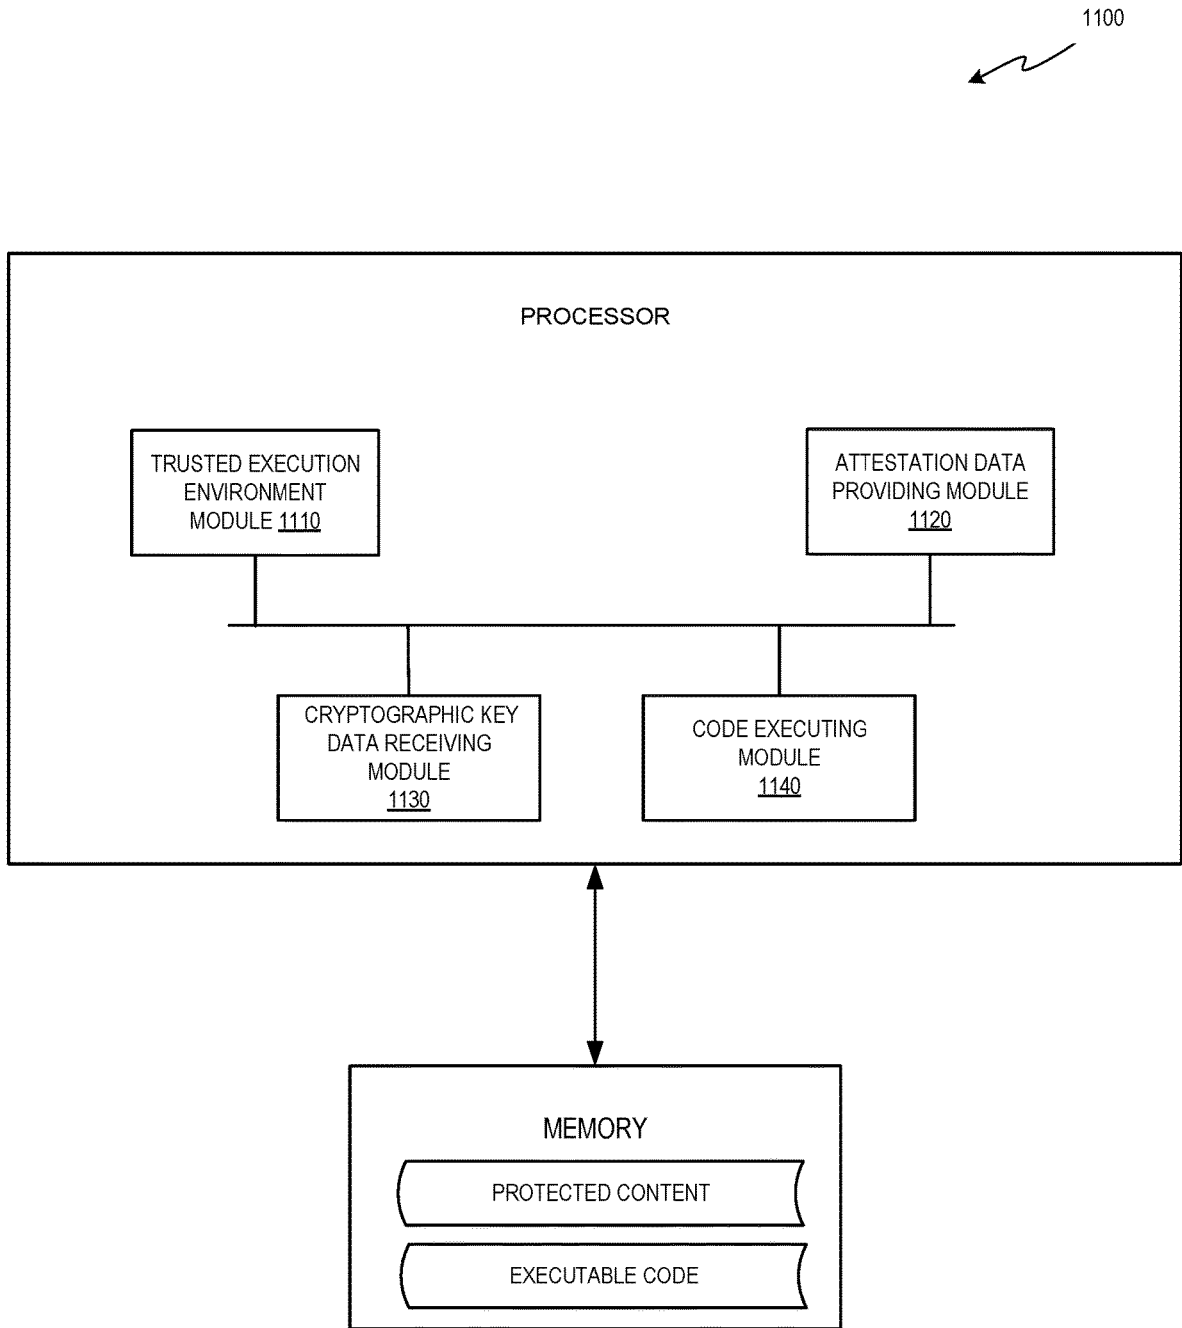 1100
PROCESSOR
TRUSTED EXECUTION
ENVIRONMENT
MODULE 1110
ATTESTATION DATA
PROVIDING MODULE
1120
CRYPTOGRAPHIC KEY
DATA RECEIVING
MODULE
1130
CODE EXECUTING
MODULE
1140
MEMORY
PROTECTED CONTENT
EXECUTABLE CODE